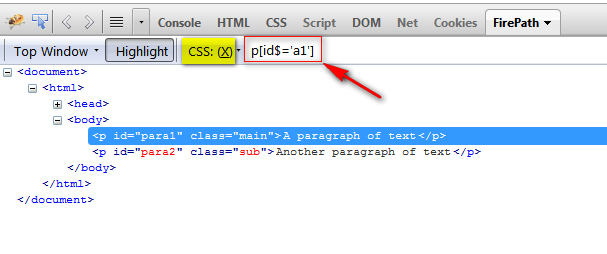 Console HTML CSS Script DOM Net Cookies FirePath
Top Window Highlight CSS: (X) p[id$='a1']
<document>
<html>
<head>
<body>
<p id="para1" class="main">A paragraph of text</p>
<p id="para2" class="sub">Another paragraph of text</p>
</body>
</html>
</document>